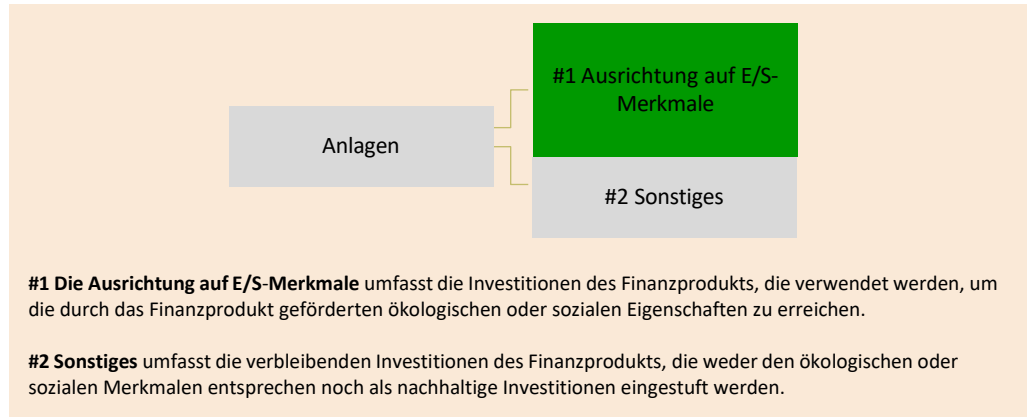 #1 Ausrichtung auf E/S-
Merkmale
Anlagen
#2 Sonstiges
#1 Die Ausrichtung auf E/S-Merkmale umfasst die Investitionen des Finanzprodukts, die verwendet werden, um
die durch das Finanzprodukt geförderten ökologischen oder sozialen Eigenschaften zu erreichen.
#2 Sonstiges umfasst die verbleibenden Investitionen des Finanzprodukts, die weder den ökologischen oder
sozialen Merkmalen entsprechen noch als nachhaltige Investitionen eingestuft werden.